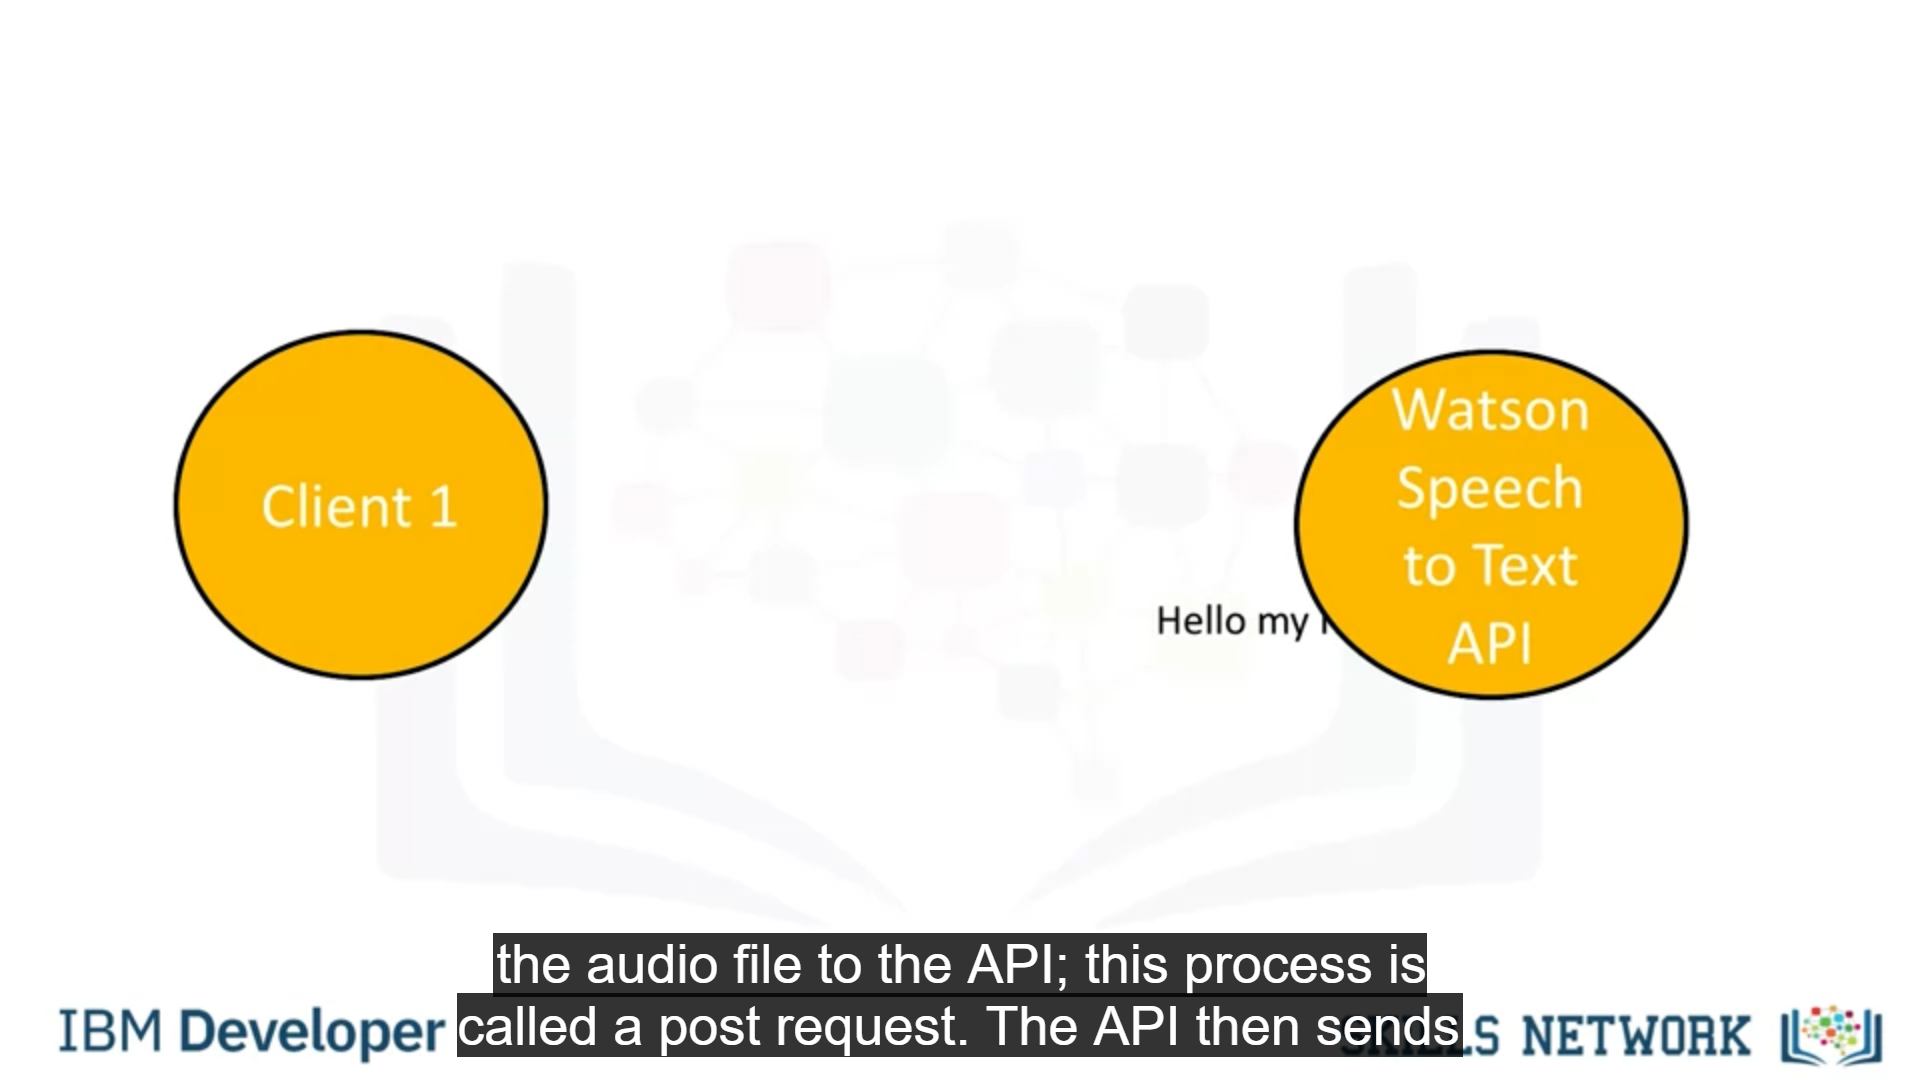 Client 1
Watson
Speech
to Text
API
Hello my
the audio file to the API; this process is
called a post request. The API then sends
IBM Developer
SKILLS NETWORK